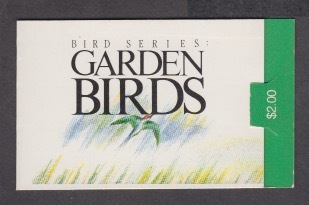 BIRD SERIES:
GARDEN
BIRDS
$2.00